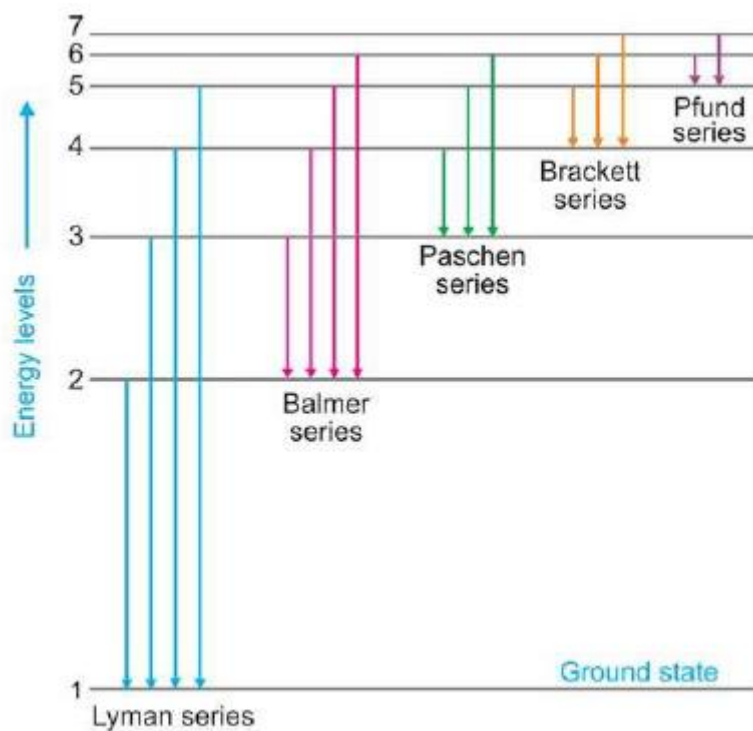 7
6
5
4
3
2
1
Energy levels
Pfund
series
Brackett
series
Paschen
series
Balmer
series
Ground state
Lyman series